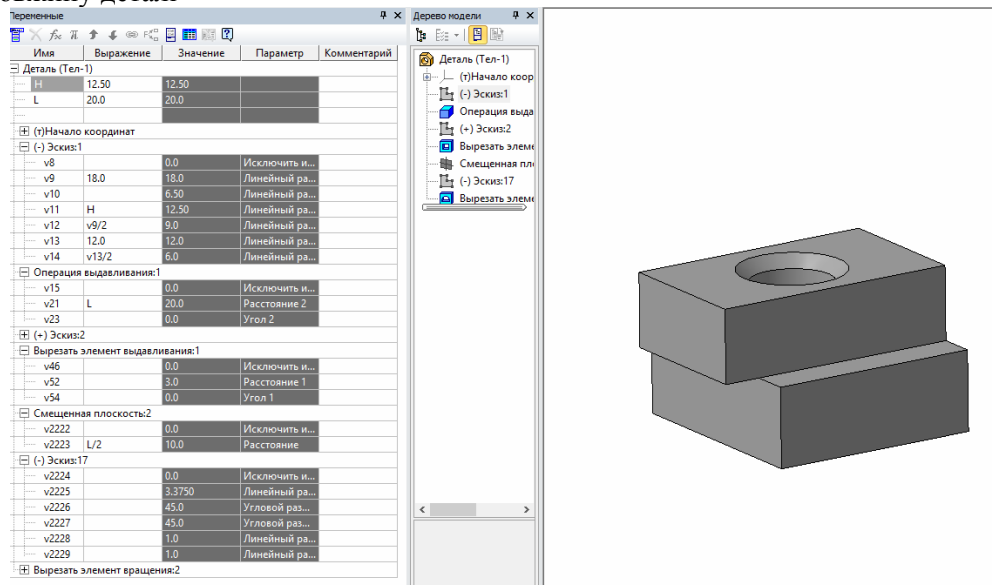 Переменные
Имя Выражение Значение Параметр Комментарий
Деталь (Тел-1)
H 12.50 12.50
L 20.0 20.0
(т)Начало координат
(-) Эскиз:1
v8 0.0 Исключить и...
v9 18.0 18.0 Линейный ра...
v10 6.50 Линейный ра...
v11 H 12.50 Линейный ра...
v12 v9/2 9.0 Линейный ра...
v13 12.0 12.0 Линейный ра...
v14 v13/2 6.0 Линейный ра...
Операция выдавливания:1
v15 0.0 Исключить и...
v21 L 20.0 Расстояние 2
v23 0.0 Угол 2
(+) Эскиз:2
Вырезать элемент выдавливания:1
v46 0.0 Исключить и...
v52 3.0 Расстояние 1
v54 0.0 Угол 1
Смещенная плоскость:2
v2222 0.0 Исключить и...
v2223 L/2 10.0 Расстояние
(-) Эскиз:17
v2224 0.0 Исключить и...
v2225 3.3750 Линейный ра...
v2226 45.0 Угловой раз...
v2227 45.0 Угловой раз...
v2228 1.0 Линейный ра...
v2229 1.0 Линейный ра...
Вырезать элемент вращения:2
Дерево модели
Деталь (Тел-1)
(т)Начало коор
(-) Эскиз:1
Операция выда
(+) Эскиз:2
Вырезать элеме
Смещенная пл
(-) Эскиз:17
Вырезать элеме